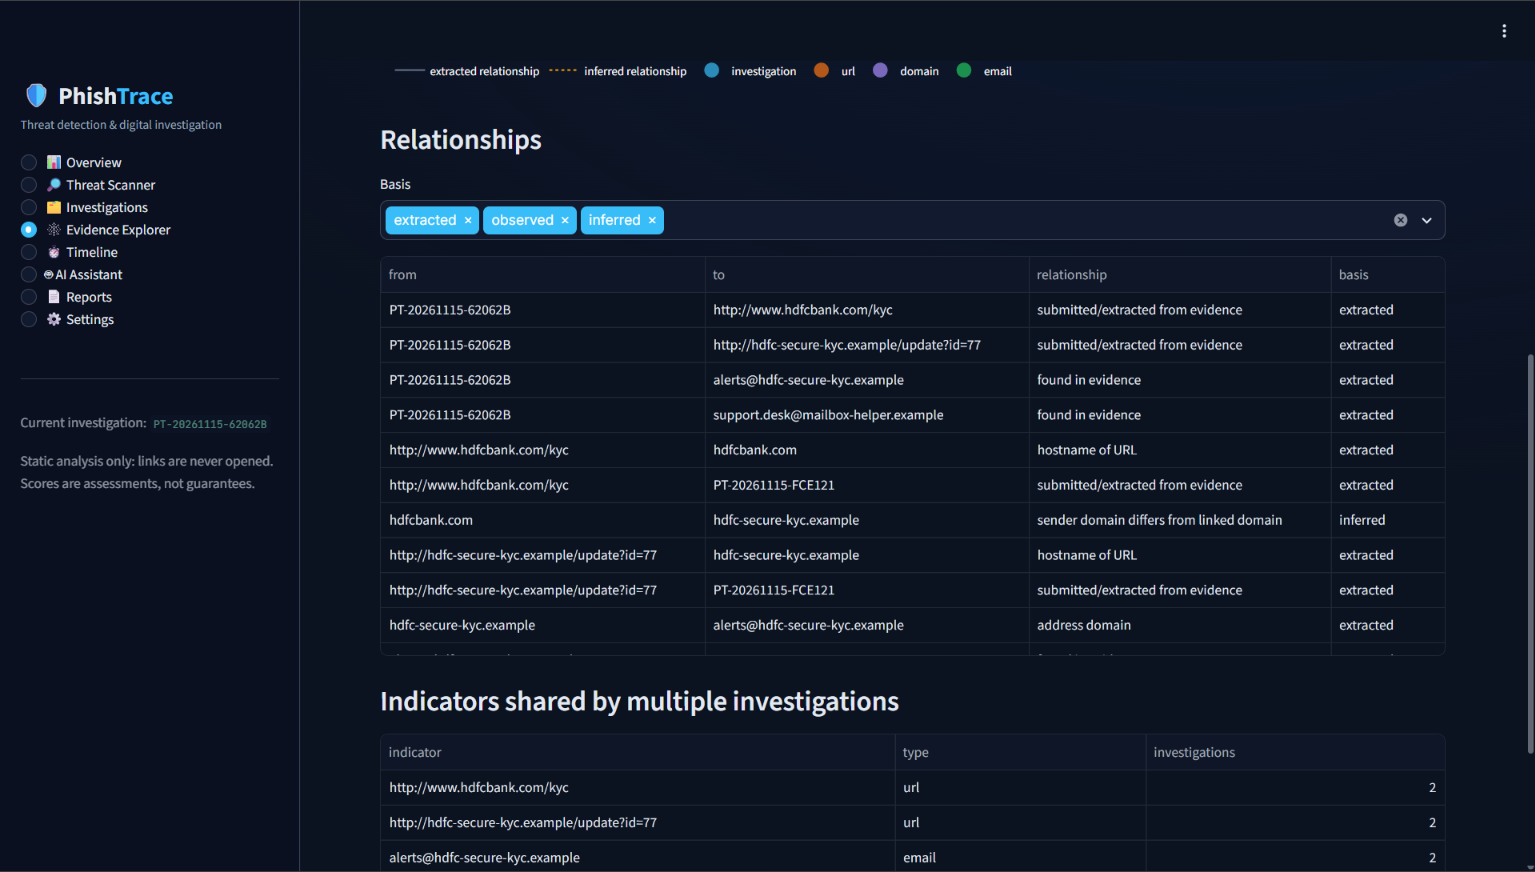 PhishTrace
Threat detection & digital investigation
Overview
Threat Scanner
Investigations
Evidence Explorer
Timeline
AI Assistant
Reports
Settings
Current investigation: PT-20261115-62062B
Static analysis only: links are never opened.
Scores are assessments, not guarantees.
extracted relationship inferred relationship investigation url domain email
Relationships
Basis
extracted × observed × inferred ×
from to relationship basis
PT-20261115-62062B http://www.hdfcbank.com/kyc submitted/extracted from evidence extracted
PT-20261115-62062B http://hdfc-secure-kyc.example/update?id=77 submitted/extracted from evidence extracted
PT-20261115-62062B alerts@hdfc-secure-kyc.example found in evidence extracted
PT-20261115-62062B support.desk@mailbox-helper.example found in evidence extracted
http://www.hdfcbank.com/kyc hdfcbank.com hostname of URL extracted
http://www.hdfcbank.com/kyc PT-20261115-FCE121 submitted/extracted from evidence extracted
hdfcbank.com hdfc-secure-kyc.example sender domain differs from linked domain inferred
http://hdfc-secure-kyc.example/update?id=77 hdfc-secure-kyc.example hostname of URL extracted
http://hdfc-secure-kyc.example/update?id=77 PT-20261115-FCE121 submitted/extracted from evidence extracted
hdfc-secure-kyc.example alerts@hdfc-secure-kyc.example address domain extracted
Indicators shared by multiple investigations
indicator type investigations
http://www.hdfcbank.com/kyc url 2
http://hdfc-secure-kyc.example/update?id=77 url 2
alerts@hdfc-secure-kyc.example email 2